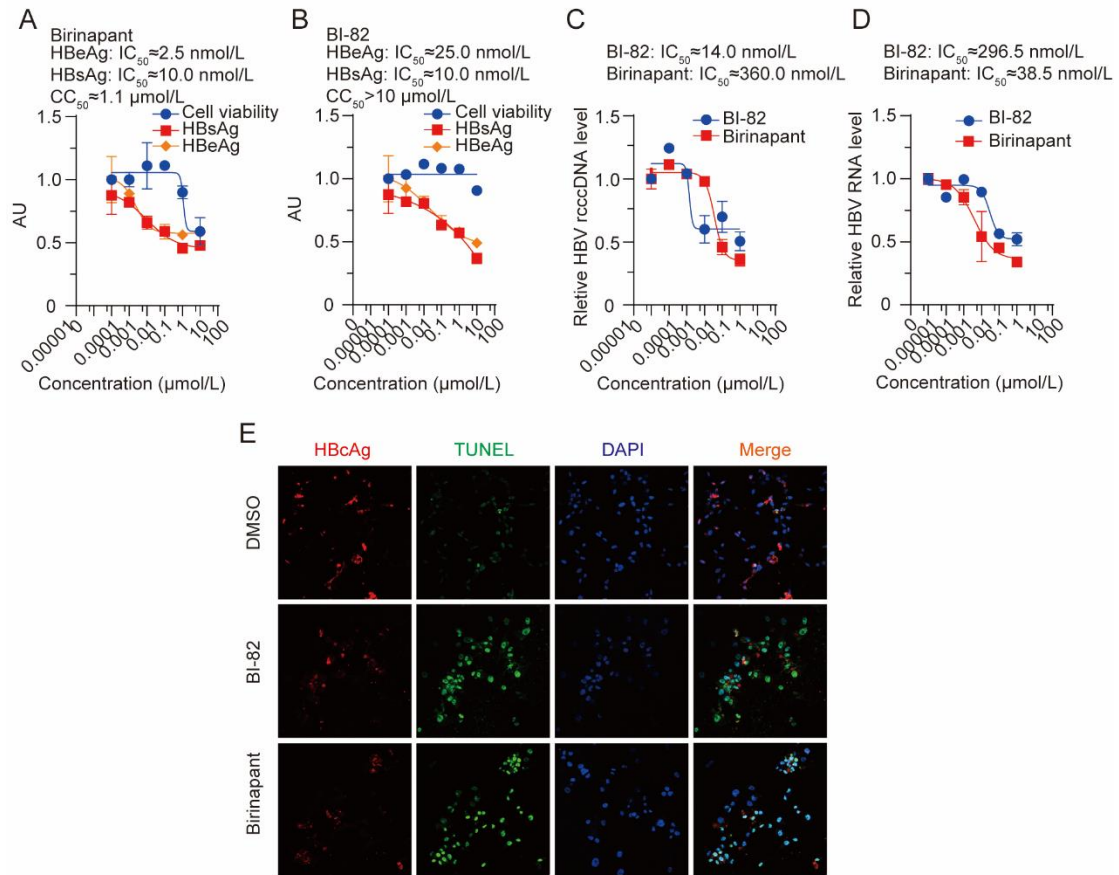 A
Birinapant
HBeAg: IC50≈2.5 nmol/L
HBsAg: IC50≈10.0 nmol/L
CC50≈1.1 µmol/L
Cell viability
HBsAg
HBeAg
1.5
1.0
0.5
0
AU
0 0.00001 0.0001 0.001 0.01 0.1 1 10 100
Concentration (µmol/L)
B
BI-82
HBeAg: IC50≈25.0 nmol/L
HBsAg: IC50≈10.0 nmol/L
CC50>10 µmol/L
Cell viability
HBsAg
HBeAg
1.5
1.0
0.5
0
AU
0 0.00001 0.0001 0.001 0.01 0.1 1 10 100
Concentration (µmol/L)
C
BI-82: IC50≈14.0 nmol/L
Birinapant: IC50≈360.0 nmol/L
BI-82
Birinapant
1.5
1.0
0.5
0
Rletive HBV rcccDNA level
0 0.00001 0.0001 0.001 0.01 0.1 1 10 100
Concentration (µmol/L)
D
BI-82: IC50≈296.5 nmol/L
Birinapant: IC50≈38.5 nmol/L
BI-82
Birinapant
1.5
1.0
0.5
0
Relative HBV RNA level
0 0.00001 0.0001 0.001 0.01 0.1 1 10 100
Concentration (µmol/L)
E
HBcAg TUNEL DAPI Merge
DMSO
BI-82
Birinapant